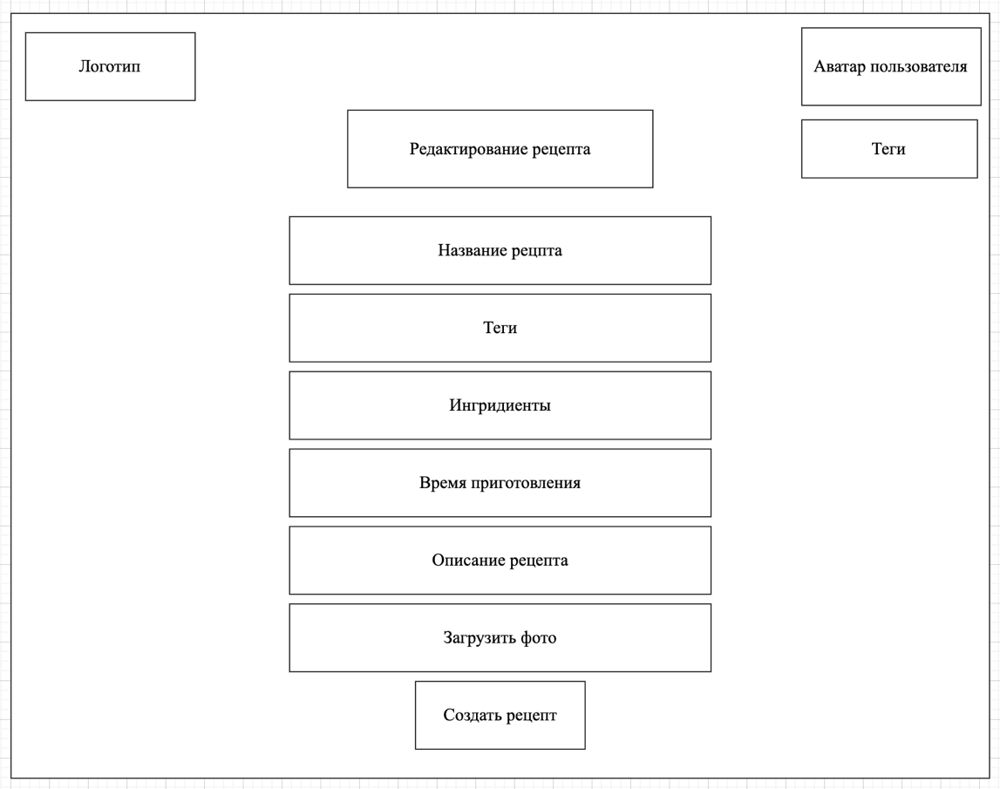 Логотип
Аватар пользователя
Редактирование рецепта
Теги
Название рецпта
Теги
Ингридиенты
Время приготовления
Описание рецепта
Загрузить фото
Создать рецепт